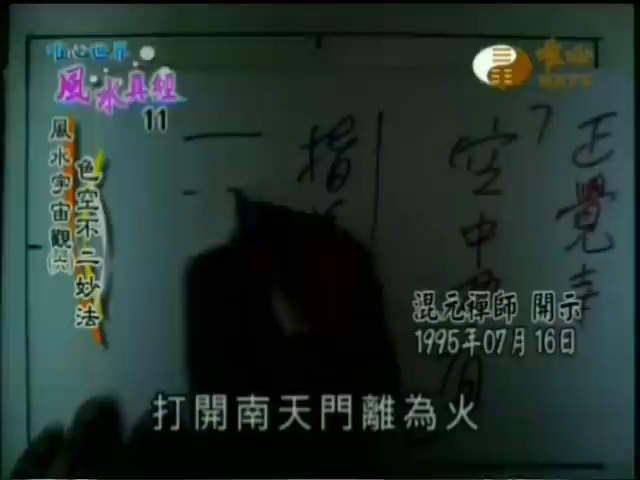 唯心世界
風水真經
11
風水宇宙觀(六)
色空不二妙法
正覺寺
空中
指
混元禪師 開示
1995年07月16日
打開南天門離為火